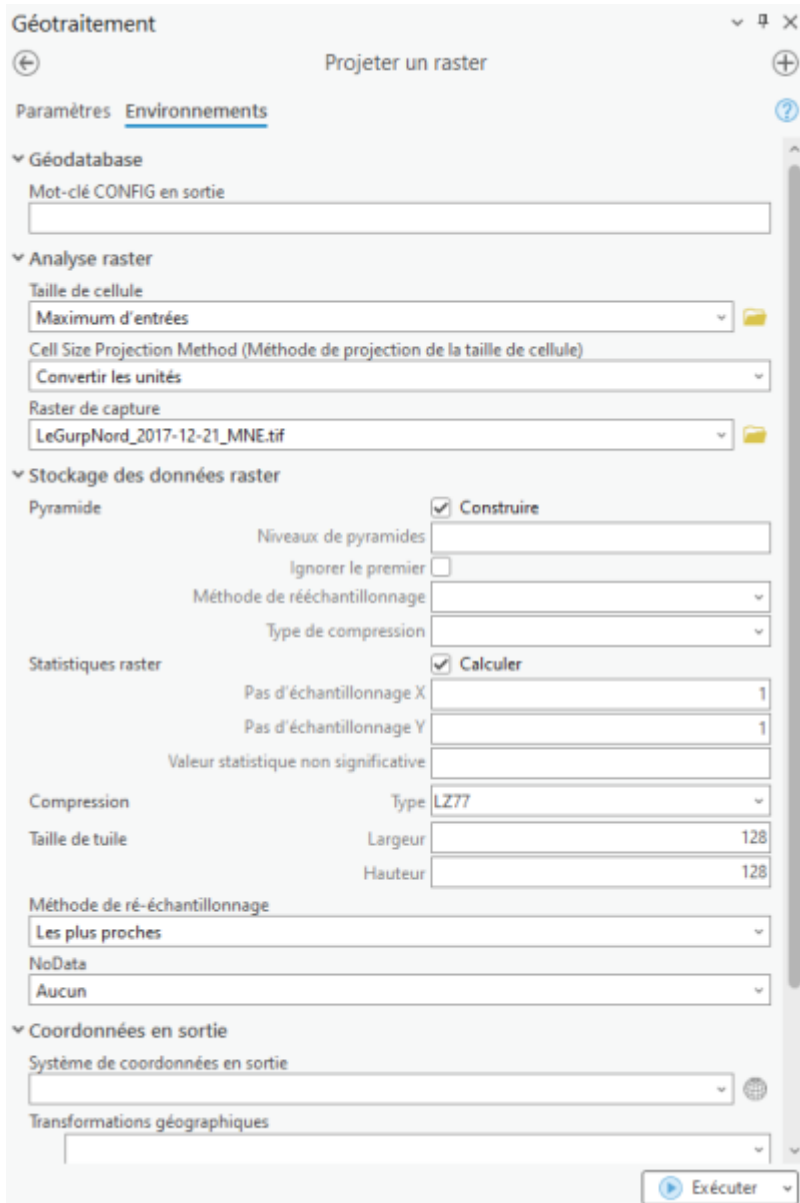 Géotraitement
Projeter un raster
Paramètres Environnements
Géodatabase
Mot-clé CONFIG en sortie
Analyse raster
Taille de cellule
Maximum d'entrées
Cell Size Projection Method (Méthode de projection de la taille de cellule)
Convertir les unités
Raster de capture
LeGurpNord_2017-12-21_MNE.tif
Stockage des données raster
Pyramide Construire
Niveaux de pyramides
Ignorer le premier
Méthode de rééchantillonnage
Type de compression
Statistiques raster Calculer
Pas d'échantillonnage X 1
Pas d'échantillonnage Y 1
Valeur statistique non significative
Compression Type LZ77
Taille de tuile Largeur 128
Hauteur 128
Méthode de ré-échantillonnage
Les plus proches
NoData
Aucun
Coordonnées en sortie
Système de coordonnées en sortie
Transformations géographiques
Exécuter